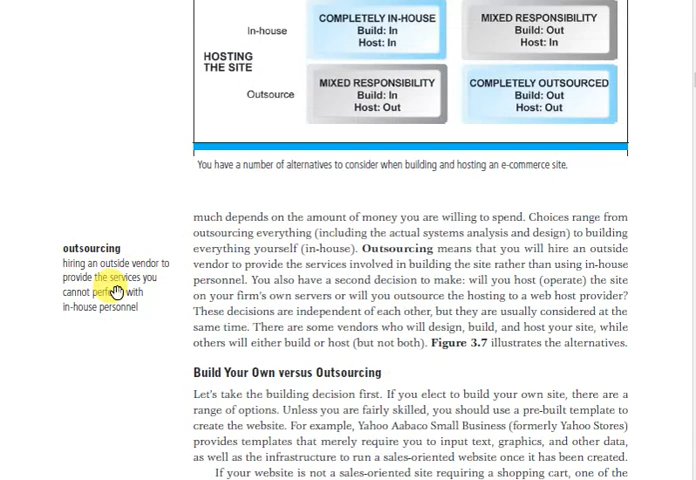 COMPLETELY IN-HOUSE
Build: In
Host: In
MIXED RESPONSIBILITY
Build: Out
Host: In
In-house
HOSTING
THE SITE
MIXED RESPONSIBILITY
Build: In
Host: Out
COMPLETELY OUTSOURCED
Build: Out
Host: Out
Outsource
You have a number of alternatives to consider when building and hosting an e-commerce site.
outsourcing
hiring an outside vendor to
provide the services you
cannot with
in-house personnel
much depends on the amount of money you are willing to spend. Choices range from
outsourcing everything (including the actual systems analysis and design) to building
everything yourself (in-house). Outsourcing means that you will hire an outside
vendor to provide the services involved in building the site rather than using in-house
personnel. You also have a second decision to make: will you host (operate) the site
on your firm's own servers or will you outsource the hosting to a web host provider?
These decisions are independent of each other, but they are usually considered at the
same time. There are some vendors who will design, build, and host your site, while
others will either build or host (but not both). Figure 3.7 illustrates the alternatives.
Build Your Own versus Outsourcing
Let's take the building decision first. If you elect to build your own site, there are a
range of options. Unless you are fairly skilled, you should use a pre-built template to
create the website. For example, Yahoo Aabaco Small Business (formerly Yahoo Stores)
provides templates that merely require you to input text, graphics, and other data,
as well as the infrastructure to run a sales-oriented website once it has been created.
If your website is not a sales-oriented site requiring a shopping cart, one of the